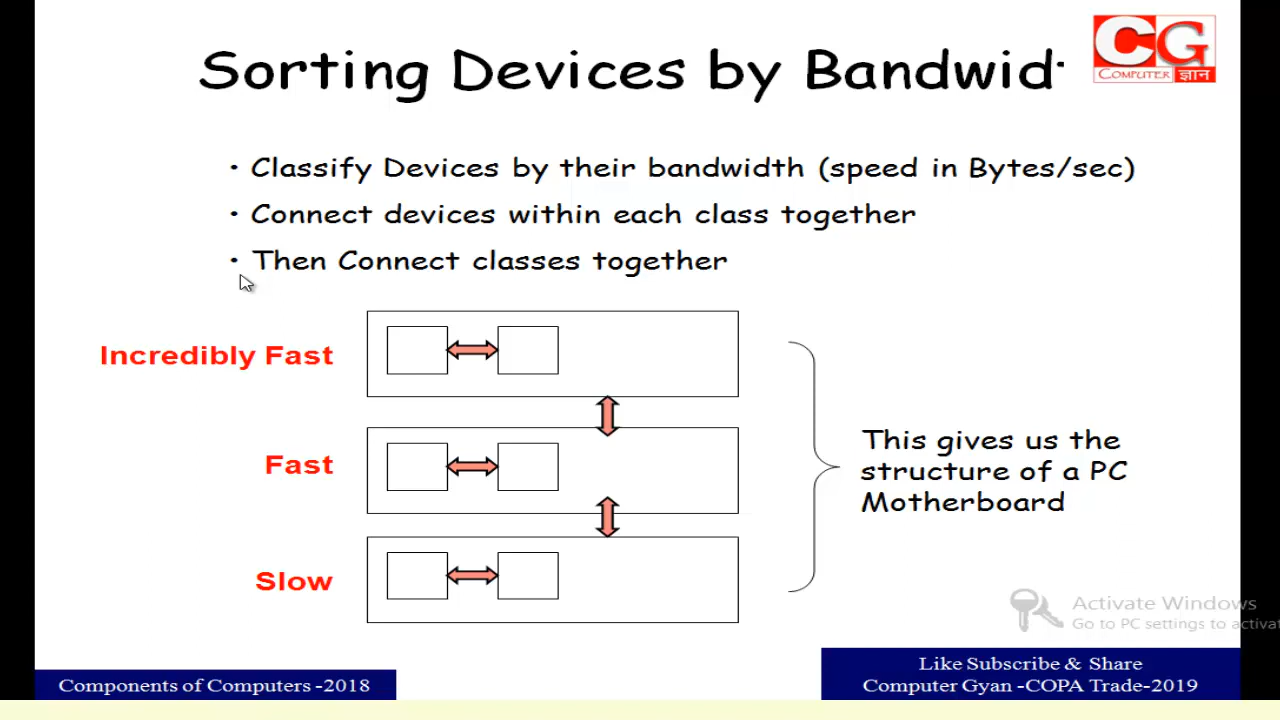 Sorting Devices by Bandwid
CG
COMPUTER ज्ञान
• Classify Devices by their bandwidth (speed in Bytes/sec)
• Connect devices within each class together
• Then Connect classes together
Incredibly Fast
Fast
Slow
This gives us the
structure of a PC
Motherboard
Activate Windows
Go to PC settings to activat
Components of Computers -2018
Like Subscribe & Share
Computer Gyan -COPA Trade-2019